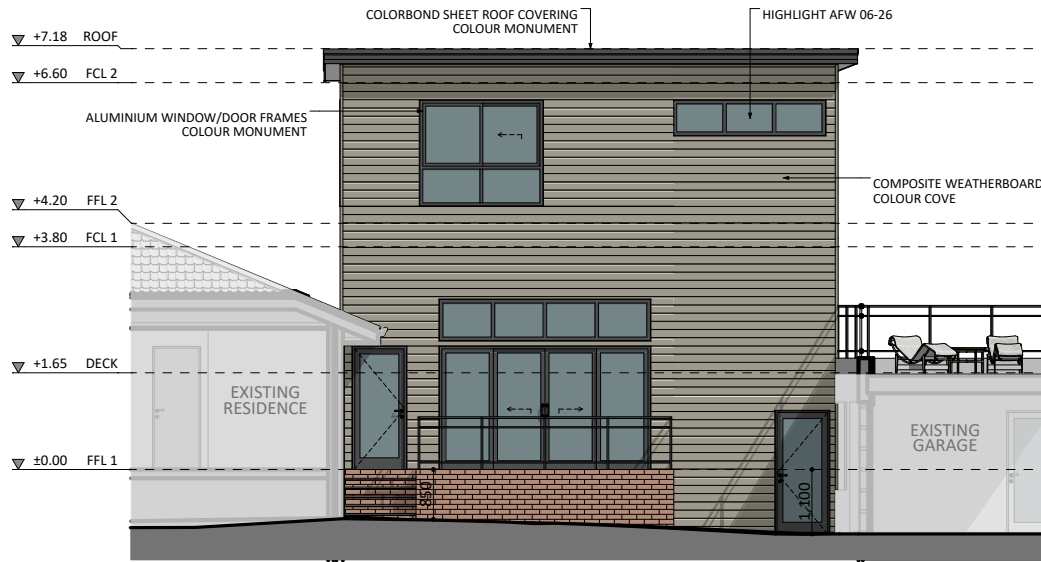 COLORBOND SHEET ROOF COVERING
COLOUR MONUMENT
HIGHLIGHT AFW 06-26
+7.18 ROOF
+6.60 FCL 2
ALUMINIUM WINDOW/DOOR FRAMES
COLOUR MONUMENT
COMPOSITE WEATHERBOARD
COLOUR COVE
+4.20 FFL 2
+3.80 FCL 1
+1.65 DECK
EXISTING
RESIDENCE
EXISTING
GARAGE
±0.00 FFL 1
850
1,100